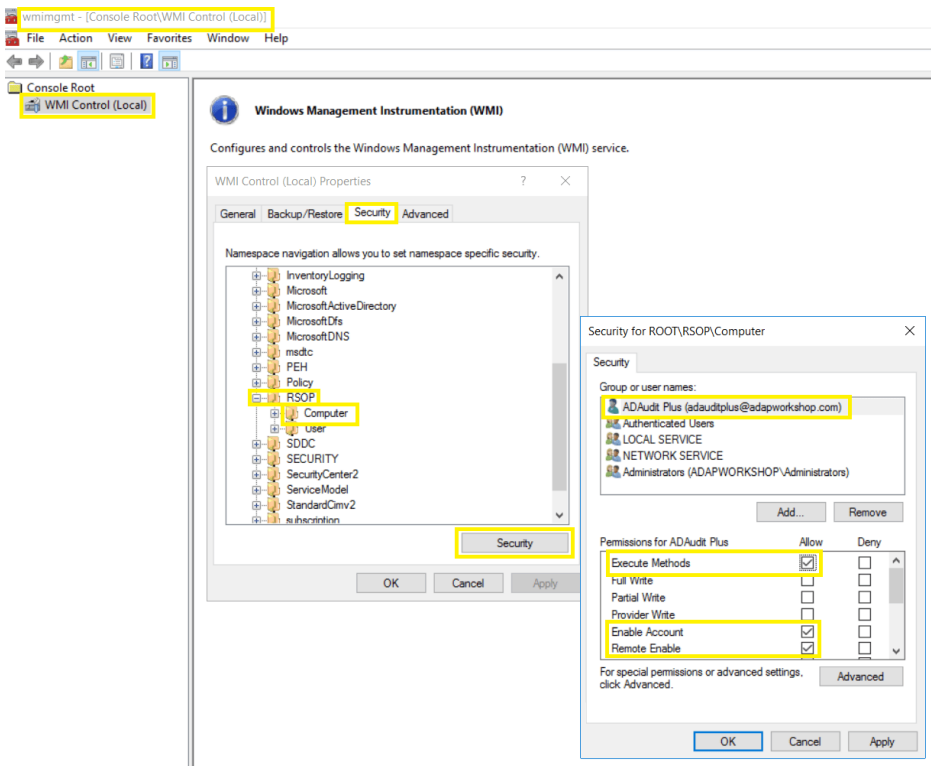 wmimgmt - [Console Root\WMI Control (Local)]
File Action View Favorites Window Help
Console Root
WMI Control (Local)
Windows Management Instrumentation (WMI)
Configures and controls the Windows Management Instrumentation (WMI) service.
WMI Control (Local) Properties
General Backup/Restore Security Advanced
Namespace navigation allows you to set namespace specific security.
InventoryLogging
Microsoft
MicrosoftActiveDirectory
MicrosoftDfs
MicrosoftDNS
msdtc
PEH
Policy
RSOP
Computer
User
SDDC
SECURITY
SecurityCenter2
ServiceModel
StandardCimv2
subscription
Security
OK Cancel Apply
Security for ROOT\RSOP\Computer
Security
Group or user names:
ADAudit Plus (adauditplus@adapworkshop.com)
Authenticated Users
LOCAL SERVICE
NETWORK SERVICE
Administrators (ADAPWORKSHOP\Administrators)
Add... Remove
Permissions for ADAudit Plus Allow Deny
Execute Methods
Full Write
Partial Write
Provider Write
Enable Account
Remote Enable
For special permissions or advanced settings,
click Advanced.
Advanced
OK Cancel Apply